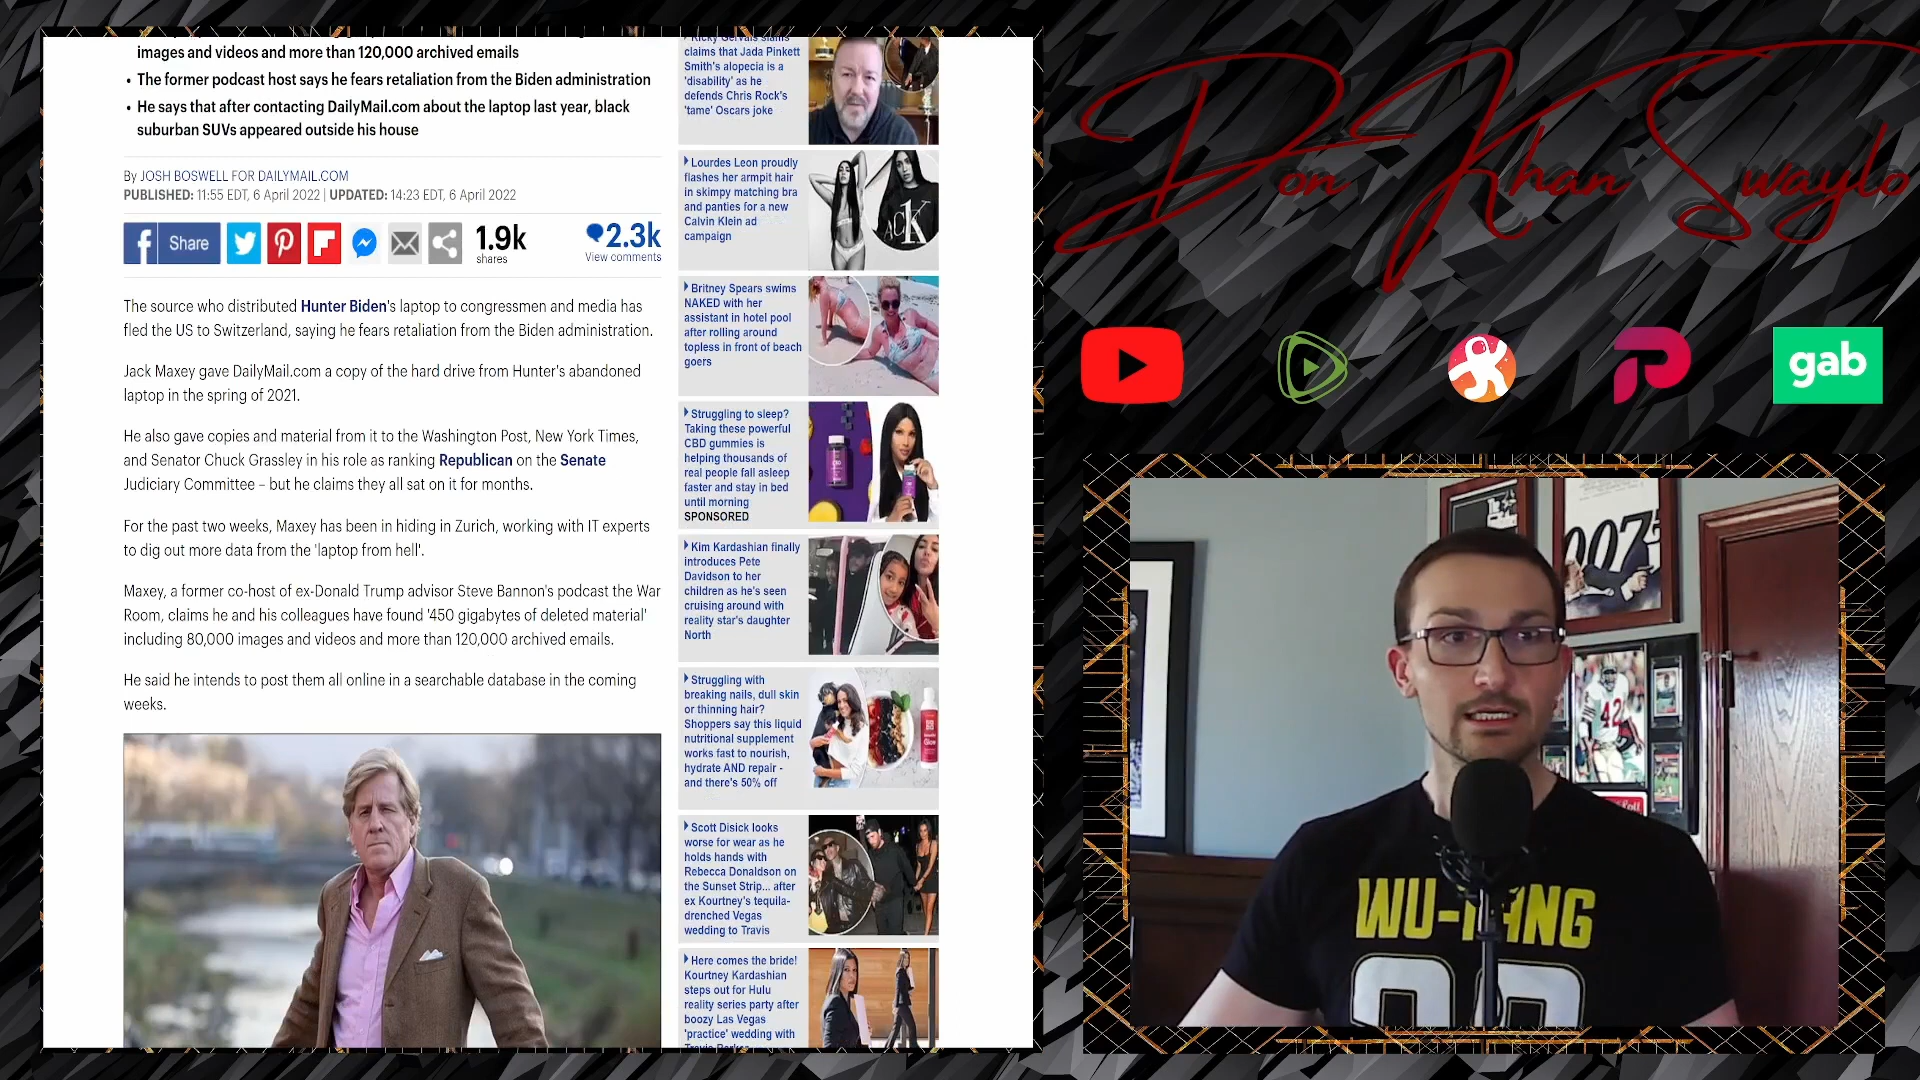 images and videos and more than 120,000 archived emails
• The former podcast host says he fears retaliation from the Biden administration
• He says that after contacting DailyMail.com about the laptop last year, black
suburban SUVs appeared outside his house
By JOSH BOSWELL FOR DAILYMAIL.COM
PUBLISHED: 11:55 EDT, 6 April 2022 | UPDATED: 14:23 EDT, 6 April 2022
Share
1.9k
shares
2.3k
View comments
The source who distributed Hunter Biden's laptop to congressmen and media has
fled the US to Switzerland, saying he fears retaliation from the Biden administration.
Jack Maxey gave DailyMail.com a copy of the hard drive from Hunter's abandoned
laptop in the spring of 2021.
He also gave copies and material from it to the Washington Post, New York Times,
and Senator Chuck Grassley in his role as ranking Republican on the Senate
Judiciary Committee – but he claims they all sat on it for months.
For the past two weeks, Maxey has been in hiding in Zurich, working with IT experts
to dig out more data from the 'laptop from hell'.
Maxey, a former co-host of ex-Donald Trump advisor Steve Bannon's podcast the War
Room, claims he and his colleagues have found '450 gigabytes of deleted material'
including 80,000 images and videos and more than 120,000 archived emails.
He said he intends to post them all online in a searchable database in the coming
weeks.
Ricky Gervais slams
claims that Jada Pinkett
Smith's alopecia is a
'disability' as he
defends Chris Rock's
'tame' Oscars joke
Lourdes Leon proudly
flashes her armpit hair
in skimpy matching bra
and panties for a new
Calvin Klein ad
campaign
Britney Spears swims
NAKED with her
assistant in hotel pool
after rolling around
topless in front of beach
goers
Struggling to sleep?
Taking these powerful
CBD gummies is
helping thousands of
real people fall asleep
faster and stay in bed
until morning
SPONSORED
Kim Kardashian finally
introduces Pete
Davidson to her
children as he's seen
cruising around with
reality star's daughter
North
Struggling with
breaking nails, dull skin
or thinning hair?
Shoppers say this liquid
nutritional supplement
works fast to nourish,
hydrate AND repair -
and there's 50% off
Scott Disick looks
worse for wear as he
holds hands with
Rebecca Donaldson on
the Sunset Strip... after
ex Kourtney's tequila-
drenched Vegas
wedding to Travis
Here comes the bride!
Kourtney Kardashian
steps out for Hulu
reality series party after
boozy Las Vegas
'practice' wedding with
Don Khan Swaylo
gab
007
42
WU-TANG